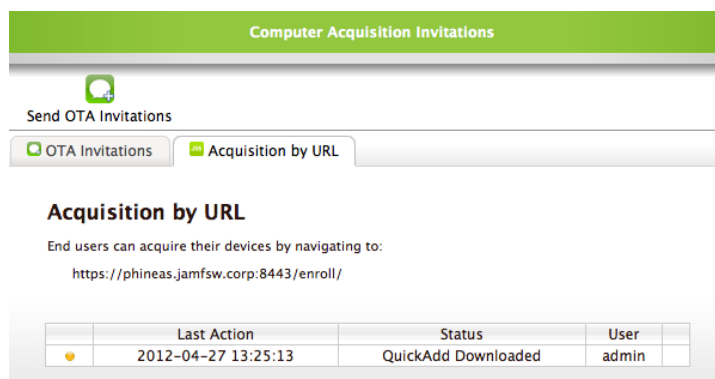 Computer Acquisition Invitations
Send OTA Invitations
OTA Invitations Acquisition by URL
Acquisition by URL
End users can acquire their devices by navigating to:
https://phineas.jamfsw.corp:8443/enroll/
Last Action Status User
2012-04-27 13:25:13 QuickAdd Downloaded admin